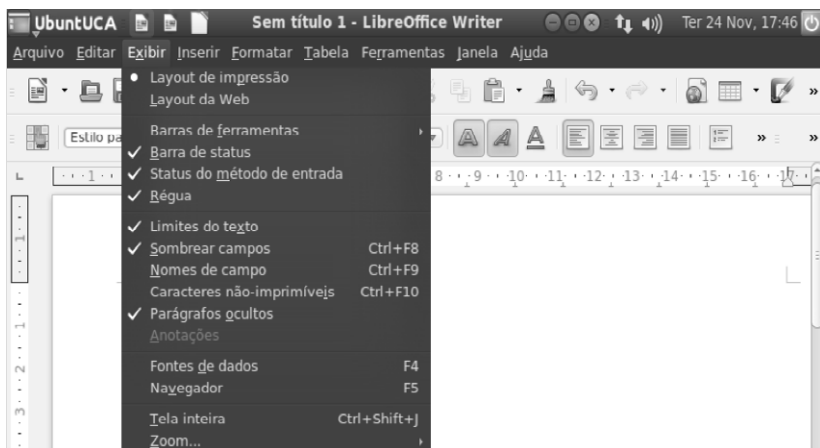 UbuntUCA Sem título 1 - LibreOffice Writer Ter 24 Nov, 17:46
Arquivo Editar Exibir Inserir Formatar Tabela Ferramentas Janela Ajuda
Layout de impressão
Layout da Web
Barras de ferramentas
Estilo pa
Barra de status
Status do método de entrada
Régua
1 8 9 10 11 12 13 14 15 16 17
Limites do texto
Sombrear campos Ctrl+F8
Nomes de campo Ctrl+F9
Caracteres não-imprimíveis Ctrl+F10
Parágrafos ocultos
Anotações
Fontes de dados F4
Navegador F5
Tela inteira Ctrl+Shift+J
Zoom...
1
2
3